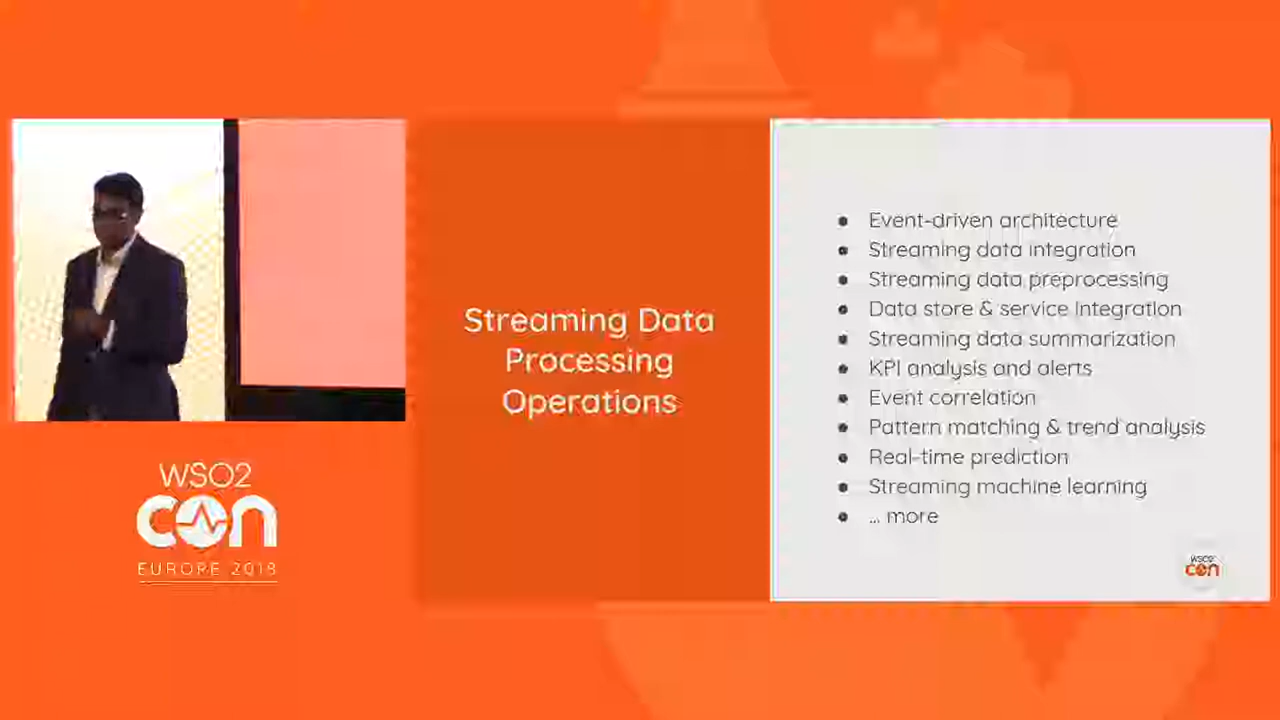 WSO2
con
EUROPE 2018
Streaming Data
Processing
Operations
● Event-driven architecture
● Streaming data integration
● Streaming data preprocessing
● Data store & service integration
● Streaming data summarization
● KPI analysis and alerts
● Event correlation
● Pattern matching & trend analysis
● Real-time prediction
● Streaming machine learning
● ... more
WSO2
con